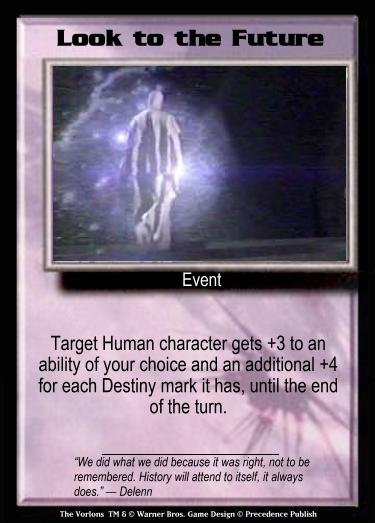 Look to the Future
Event
Target Human character gets +3 to an
ability of your choice and an additional +4
for each Destiny mark it has, until the end
of the turn.
“We did what we did because it was right, not to be
remembered. History will attend to itself, it always
does.” — Delenn
The Vorlons TM & © Warner Bros. Game Design © Precedence Publish